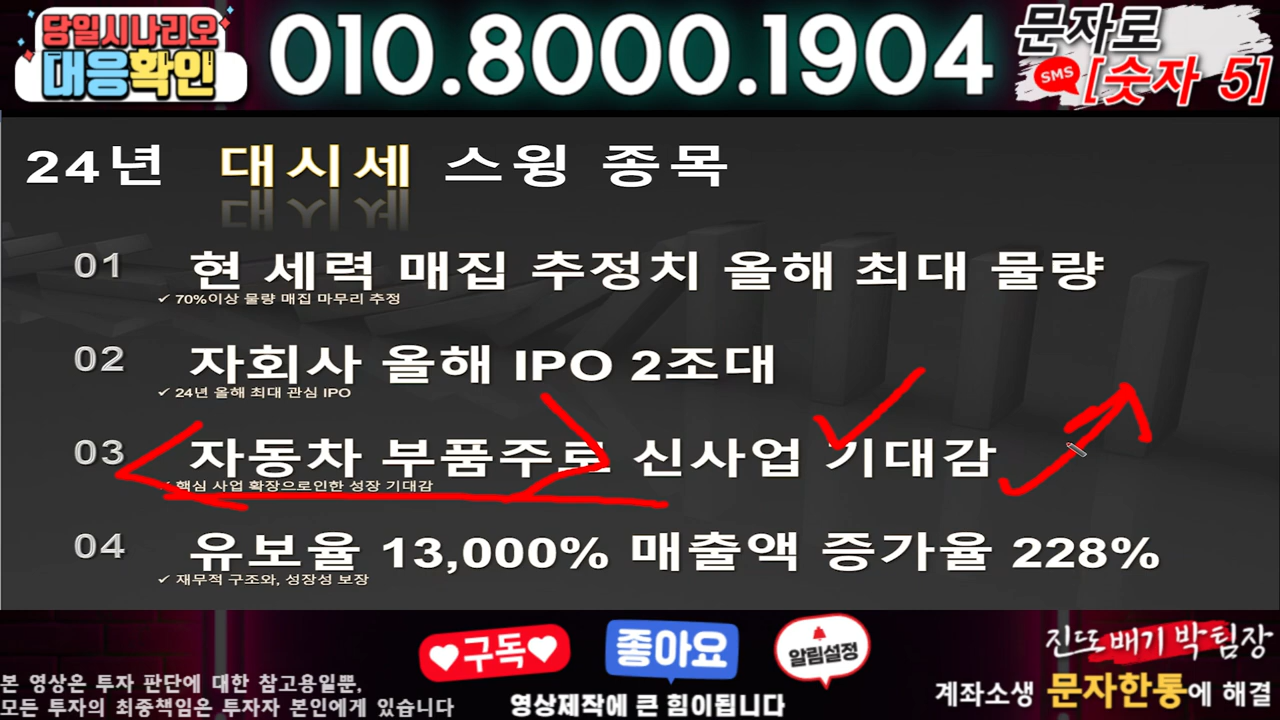 당일시나리오
대응확인
010.8000.1904
문자로
SMS [숫자 5]
24년 대시세 스윙 종목
01 현 세력 매집 추정치 올해 최대 물량
✓ 70%이상 물량 매집 마무리 추정
02 자회사 올해 IPO 2조대
✓ 24년 올해 최대 관심 IPO
03 자동차 부품주로 신사업 기대감
✓ 핵심 사업 확장으로인한 성장 기대감
04 유보율 13,000% 매출액 증가율 228%
✓ 재무적 구조와, 성장성 보장
구독
좋아요
알림설정
영상제작에 큰 힘이됩니다
본 영상은 투자 판단에 대한 참고용일뿐,
모든 투자의 최종책임은 투자자 본인에게 있습니다
진또배기 박팀장
계좌소생 문자한통에 해결